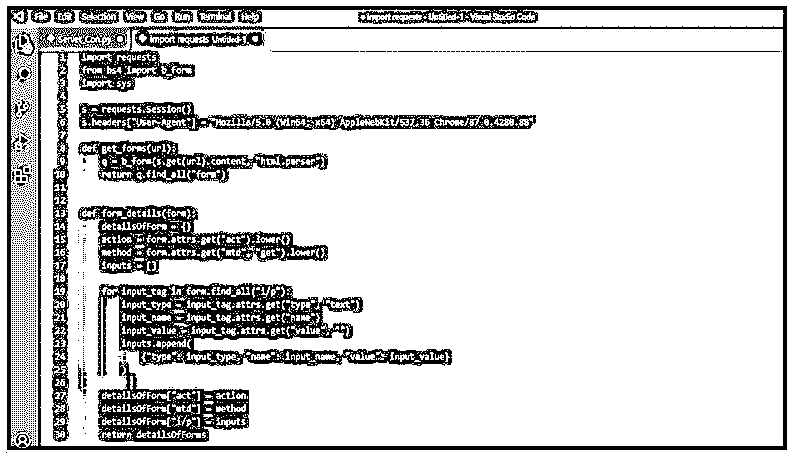 File Edit Selection View Go Run Terminal Help
import requests - Untitled-1 - Visual Studio Code
import requests Untitled-1
1 import requests
2 from bs4 import b_form
3 import sys
4
5 s = requests.Session()
6 s.headers["User-Agent"] = "Mozilla/5.0 (Win64; x64) AppleWebKit/537.36 Chrome/87.0.4280.88"
7
8 def get_forms(url):
9 q = b_form(s.get(url).content, "html.parser")
10 return q.find_all("form")
11
12
13 def form_details(form):
14 detailsOfForm = {}
15 action = form.attrs.get("act").lower()
16 method = form.attrs.get("mtd", "get").lower()
17 inputs = []
18
19 for input_tag in form.find_all("i/p"):
20 input_type = input_tag.attrs.get("type", "text")
21 input_name = input_tag.attrs.get("name")
22 input_value = input_tag.attrs.get("value", "")
23 inputs.append(
24 {"type": input_type, "name": input_name, "value": input_value}
25 )
26
27 detailsOfForm["act"] = action
28 detailsOfForm["mtd"] = method
29 detailsOfForm["i/p"] = inputs
30 return detailsOfForms